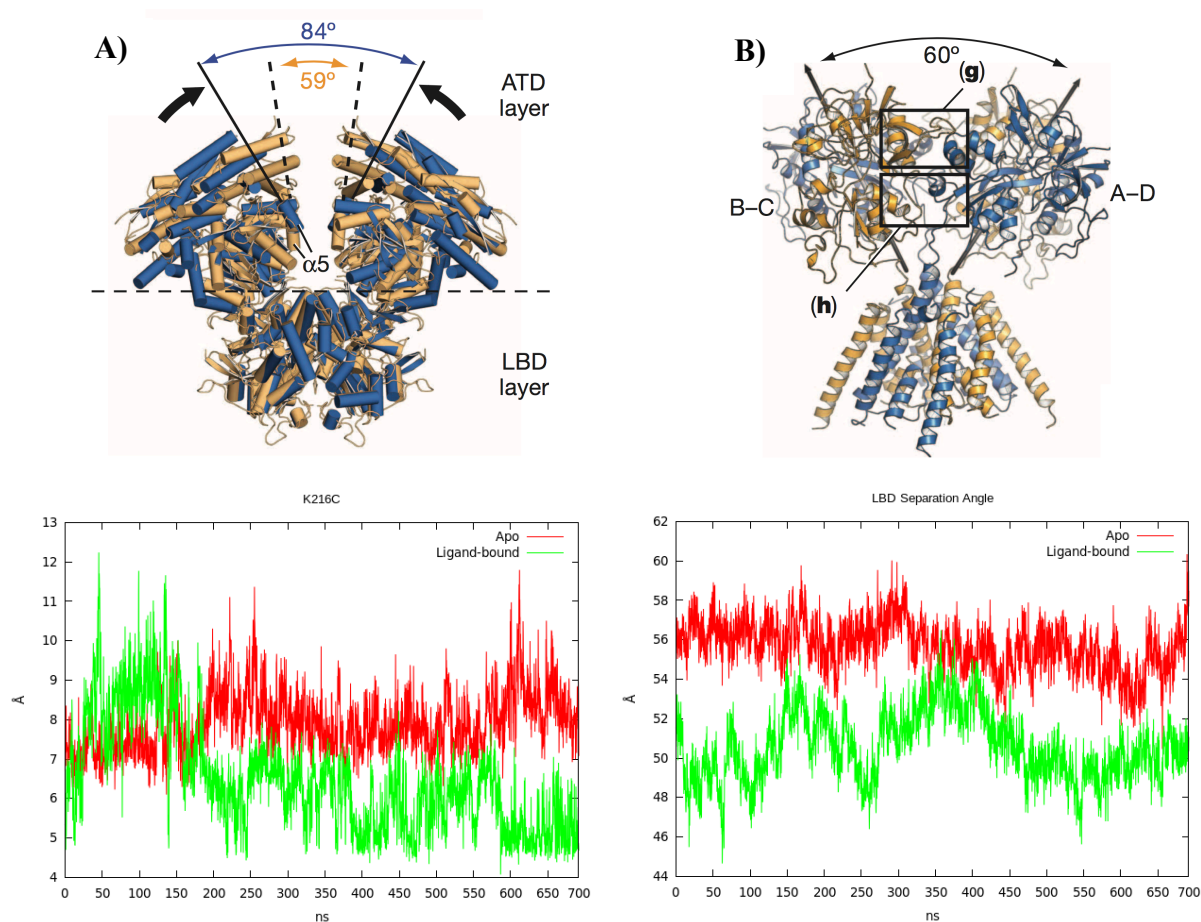 A)
84º
59º
ATD
layer
α5
LBD
layer
B)
60º
(g)
B–C
A–D
(h)
K216C
Apo
Ligand-bound
13
12
11
10
9
8
7
6
5
4
Å
0 50 100 150 200 250 300 350 400 450 500 550 600 650 700
ns
LBD Separation Angle
Apo
Ligand-bound
62
60
58
56
54
52
50
48
46
44
Å
0 50 100 150 200 250 300 350 400 450 500 550 600 650 700
ns